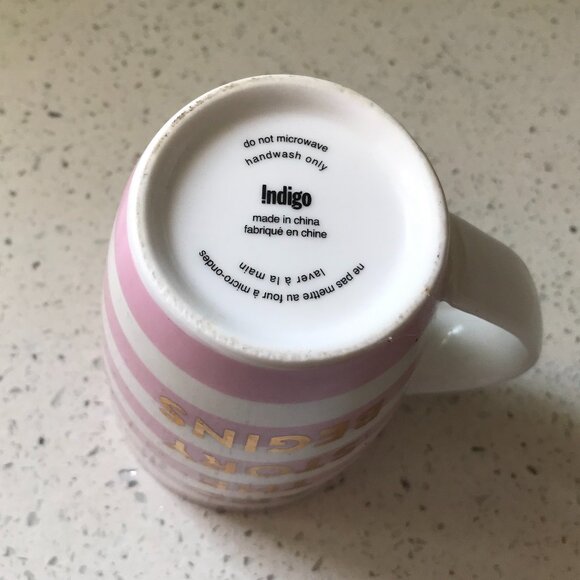 do not microwave
handwash only
!ndigo
made in china
fabriqué en chine
laver à la main
ne pas mettre au four à micro-ondes
STORY
BEGINS